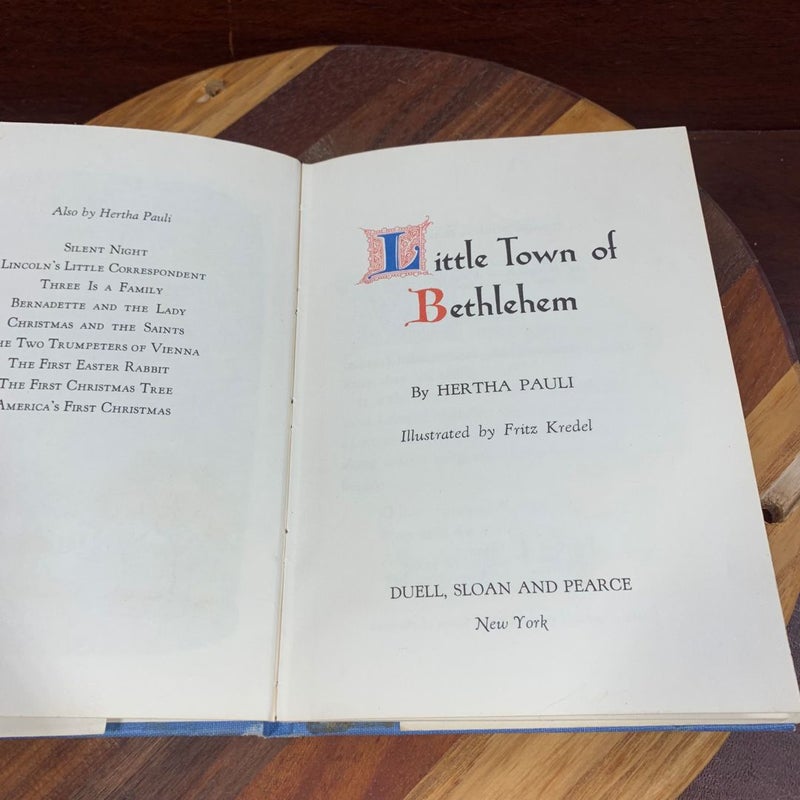 Also by Hertha Pauli
Silent Night
Lincoln's Little Correspondent
Three Is a Family
Bernadette and the Lady
Christmas and the Saints
he Two Trumpeters of Vienna
The First Easter Rabbit
The First Christmas Tree
America's First Christmas
Little Town of
Bethlehem
By HERTHA PAULI
Illustrated by Fritz Kredel
DUELL, SLOAN AND PEARCE
New York